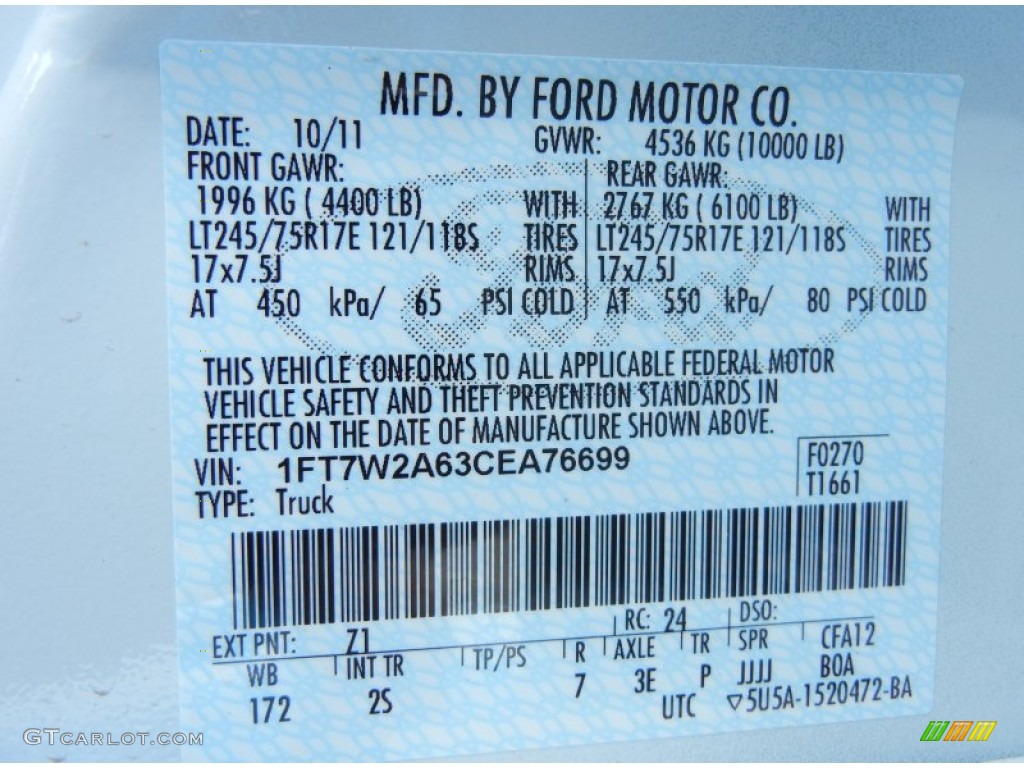 MFD. BY FORD MOTOR CO.
DATE: 10/11 GVWR: 4536 KG (10000 LB)
FRONT GAWR: REAR GAWR:
1996 KG ( 4400 LB) WITH 2767 KG ( 6100 LB) WITH
LT245/75R17E 121/118S TIRES LT245/75R17E 121/118S TIRES
17x7.5J RIMS 17x7.5J RIMS
AT 450 kPa/ 65 PSI COLD AT 550 kPa/ 80 PSI COLD
THIS VEHICLE CONFORMS TO ALL APPLICABLE FEDERAL MOTOR
VEHICLE SAFETY AND THEFT PREVENTION STANDARDS IN
EFFECT ON THE DATE OF MANUFACTURE SHOWN ABOVE.
VIN: 1FT7W2A63CEA76699 F0270
TYPE: Truck T1661
EXT PNT: Z1 RC: 24 DSO:
WB INT TR TP/PS R AXLE TR SPR CFA12
172 2S 7 3E P JJJJ BOA
UTC ▽5U5A-1520472-BA
GTCARLOT.COM